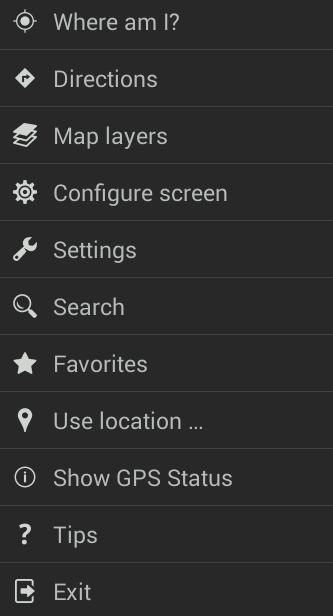 Where am I?
Directions
Map layers
Configure screen
Settings
Search
Favorites
Use location ...
Show GPS Status
Tips
Exit